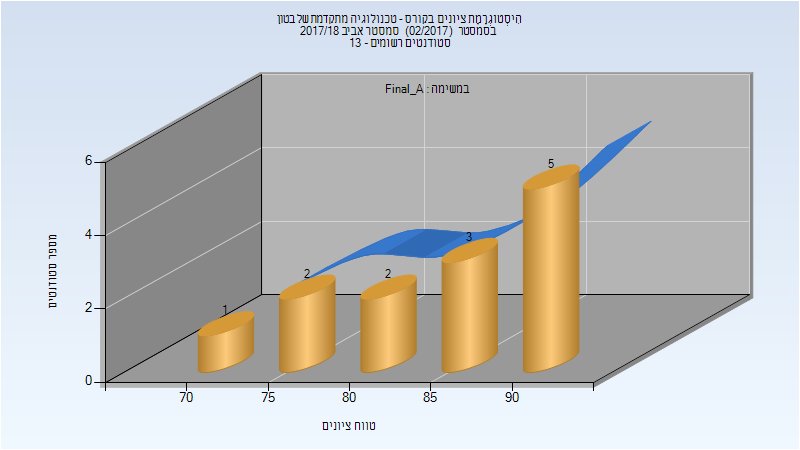 היסטוגרמת ציונים בקורס - טכנולוגיה מתקדמת של בטון
בסמסטר (02/2017) סמסטר אביב 2017/18
סטודנטים רשומים - 13
במשימה : Final_A
6
4
2
0
מספר סטודנטים
1
2
2
3
5
70
75
80
85
90
טווח ציונים